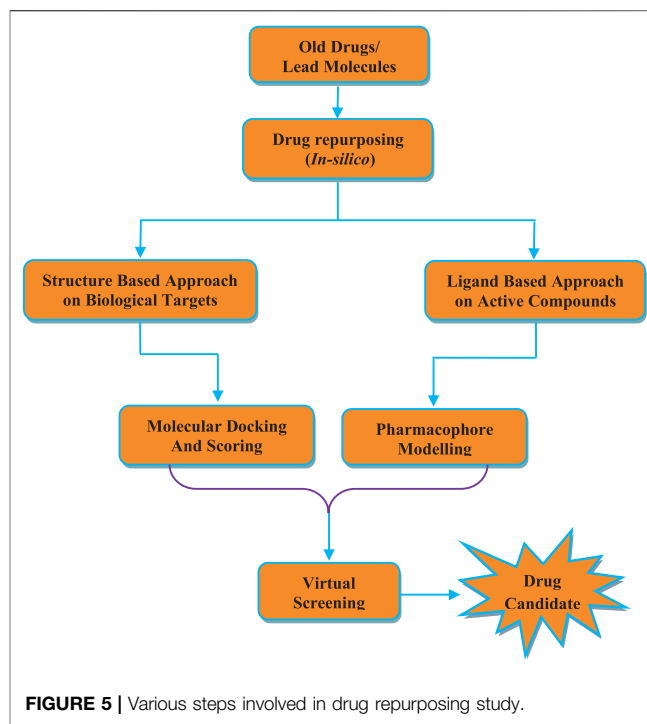 Old Drugs/
Lead Molecules
Drug repurposing
(In-silico)
Structure Based Approach
on Biological Targets
Ligand Based Approach
on Active Compounds
Molecular Docking
And Scoring
Pharmacophore
Modelling
Virtual
Screening
Drug
Candidate
FIGURE 5 | Various steps involved in drug repurposing study.